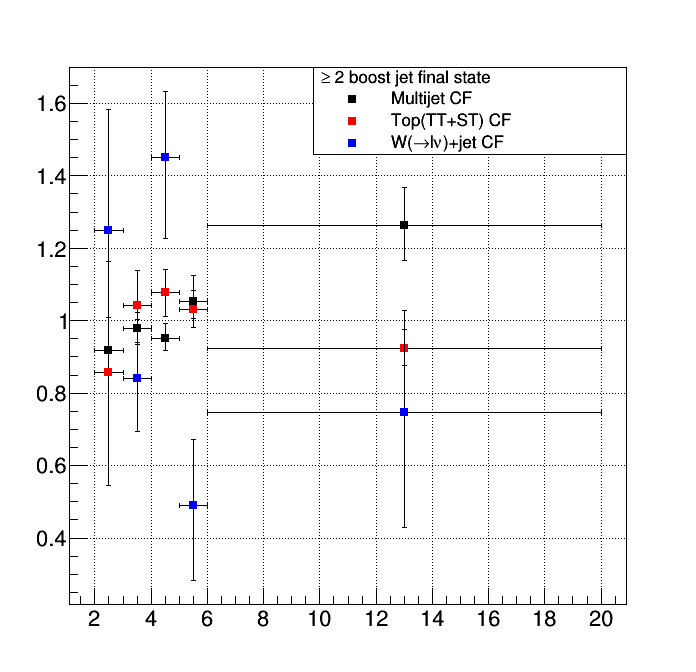 ≥ 2 boost jet final state
Multijet CF
Top(TT+ST) CF
W(→lν)+jet CF
1.6
1.4
1.2
1
0.8
0.6
0.4
2 4 6 8 10 12 14 16 18 20